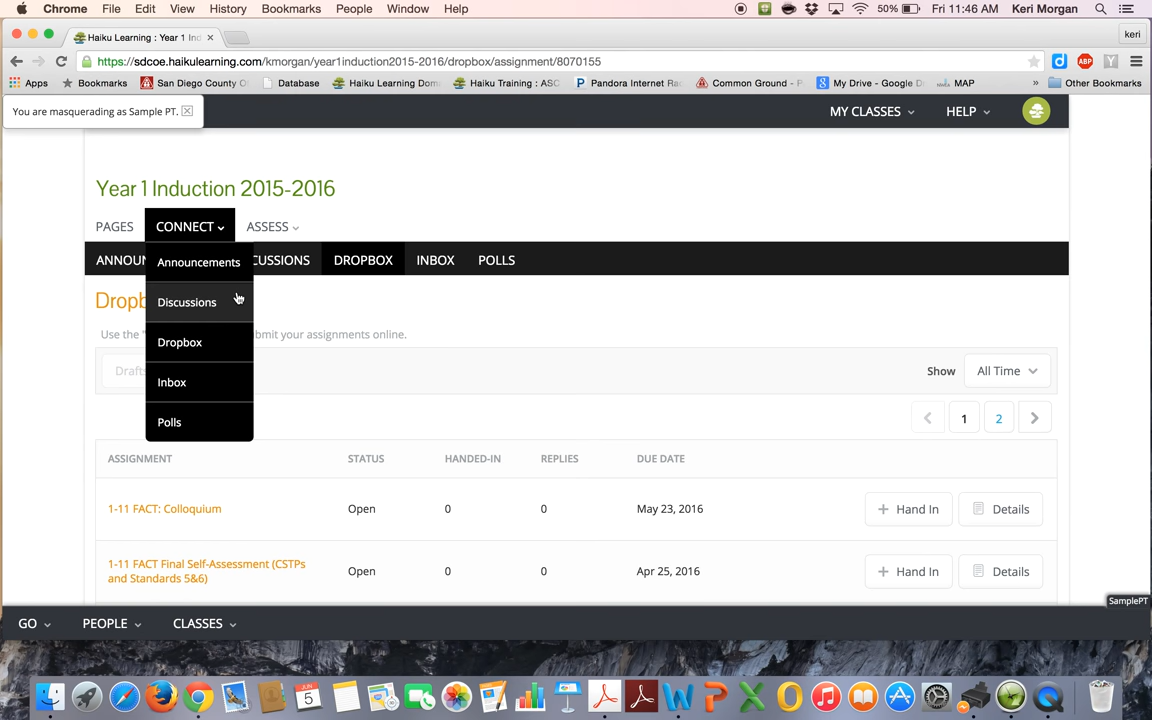 Chrome File Edit View History Bookmarks People Window Help 50% Fri 11:46 AM Keri Morgan
Haiku Learning : Year 1 Ind keri
https://sdcoe.haikulearning.com/kmorgan/year1induction2015-2016/dropbox/assignment/8070155
Apps Bookmarks San Diego County Of Database Haiku Learning Dom Haiku Training : ASC Pandora Internet Ra Common Ground - P My Drive - Google Dr MAP » Other Bookmarks
You are masquerading as Sample PT. MY CLASSES HELP
Year 1 Induction 2015-2016
PAGES CONNECT ASSESS
ANNOUN CUSSIONS DROPBOX INBOX POLLS
Announcements
Discussions
Dropbox
Inbox
Polls
Dropb
Use the " bmit your assignments online.
Drafts Show All Time
1 2
ASSIGNMENT STATUS HANDED-IN REPLIES DUE DATE
1-11 FACT: Colloquium Open 0 0 May 23, 2016 + Hand In Details
1-11 FACT Final Self-Assessment (CSTPs
and Standards 5&6) Open 0 0 Apr 25, 2016 + Hand In Details
SamplePT
GO PEOPLE CLASSES
JUN
5